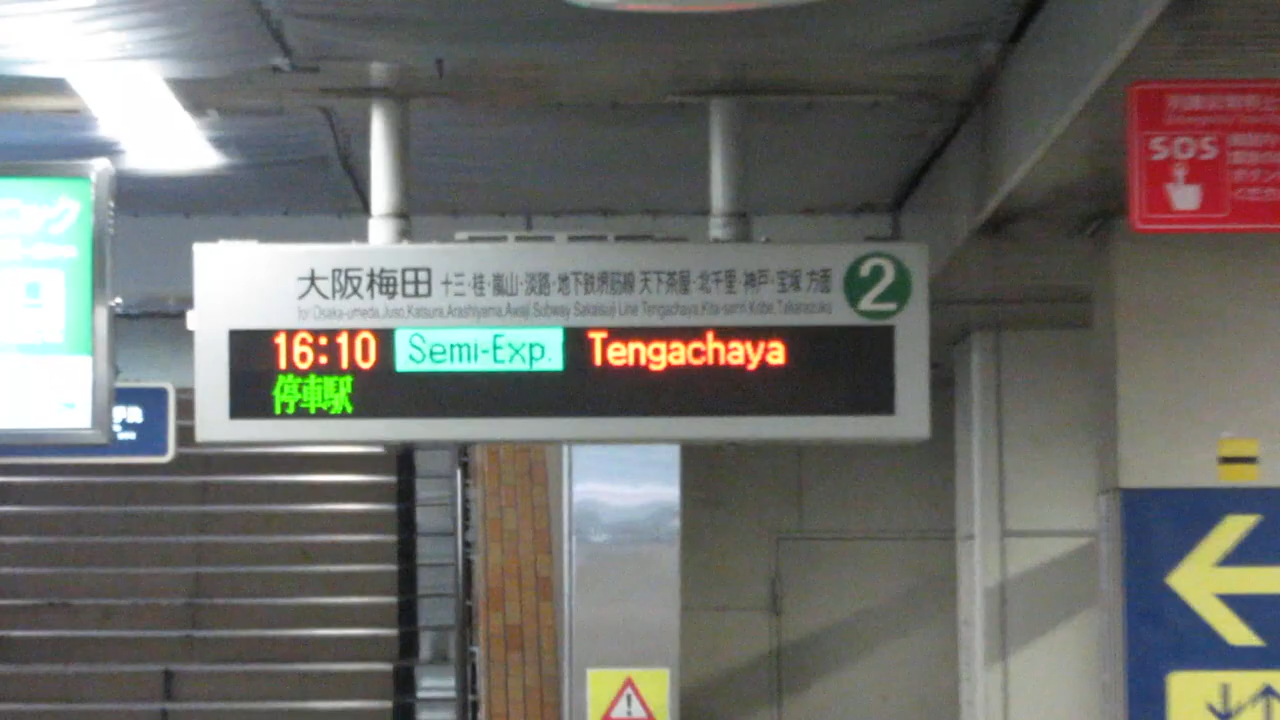 大阪梅田 十三・桂・嵐山・淡路・地下鉄堺筋線 天下茶屋・北千里・神戸・宝塚 方面
for Osaka-umeda,Juso,Katsura,Arashiyama,Awaji Subway Sakaisuji Line Tengachaya,Kita-senri Kobe,Takarazuka
2
16:10 Semi-Exp. Tengachaya
停車駅
SOS